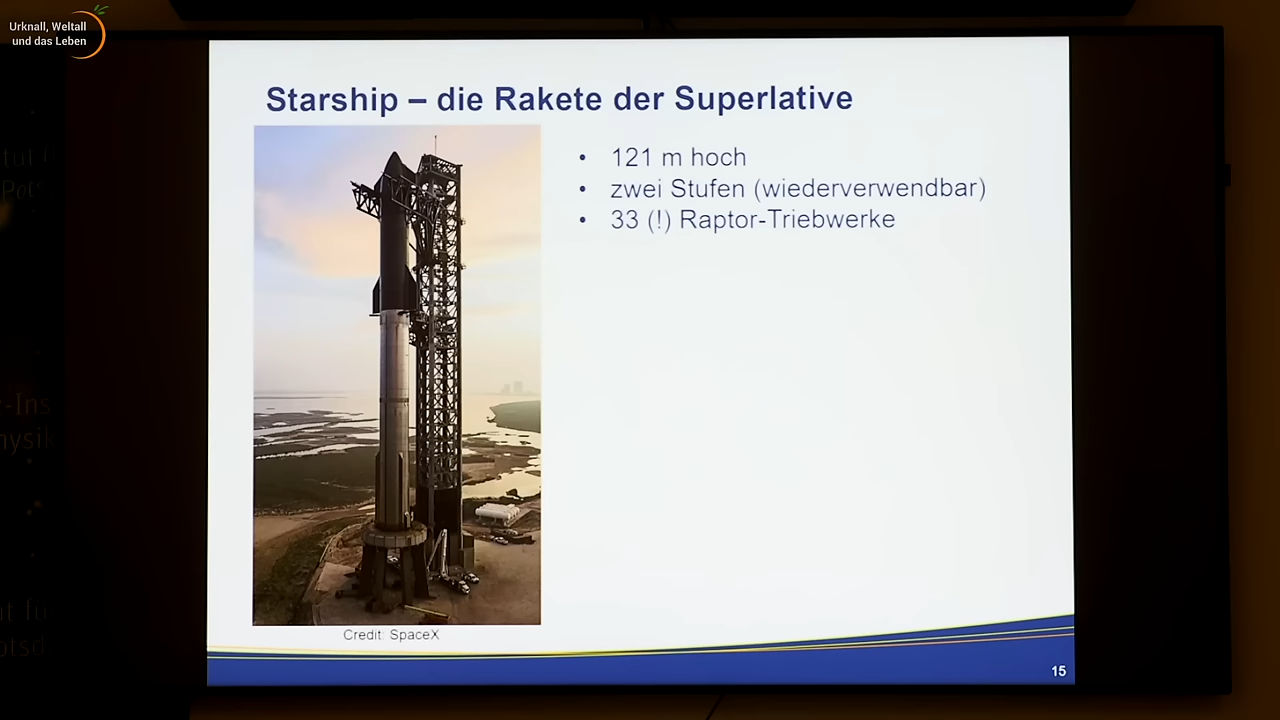 Urknall, Weltall
und das Leben
Starship – die Rakete der Superlative
• 121 m hoch
• zwei Stufen (wiederverwendbar)
• 33 (!) Raptor-Triebwerke
Credit: SpaceX
15